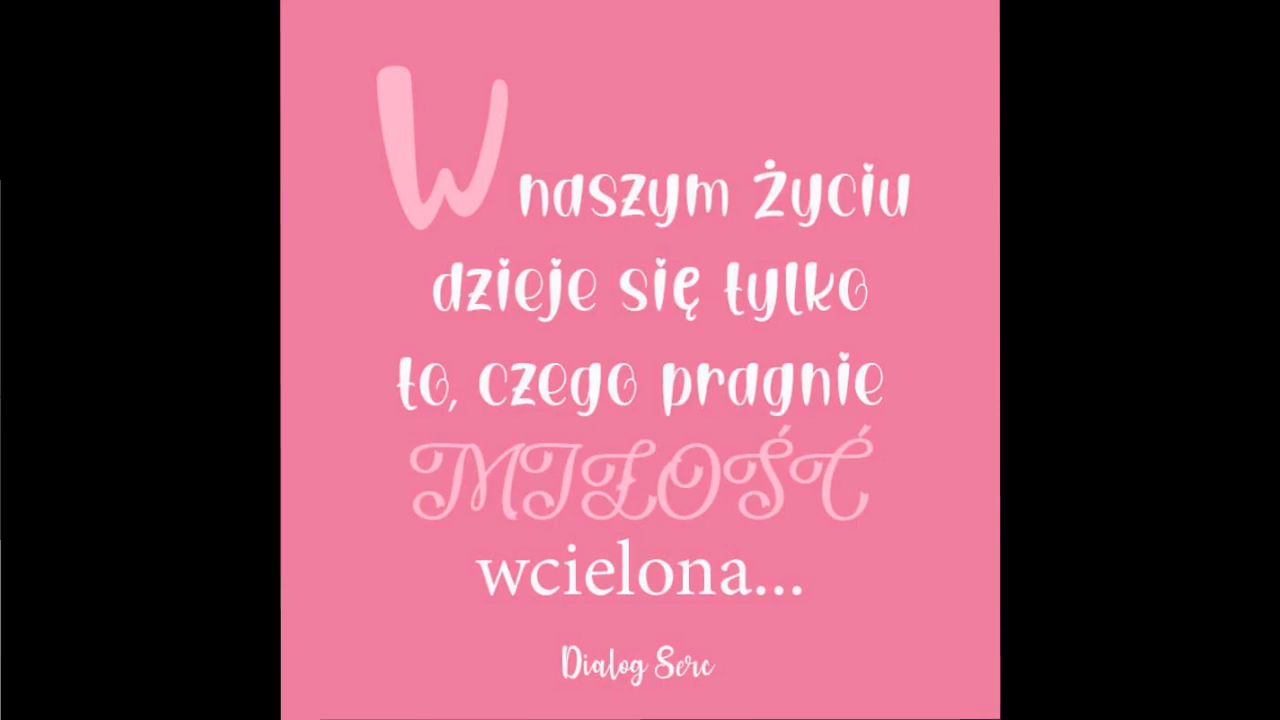 W naszym życiu
dzieje się tylko
to, czego pragnie
MIŁOŚĆ
wcielona...
Dialog Serc